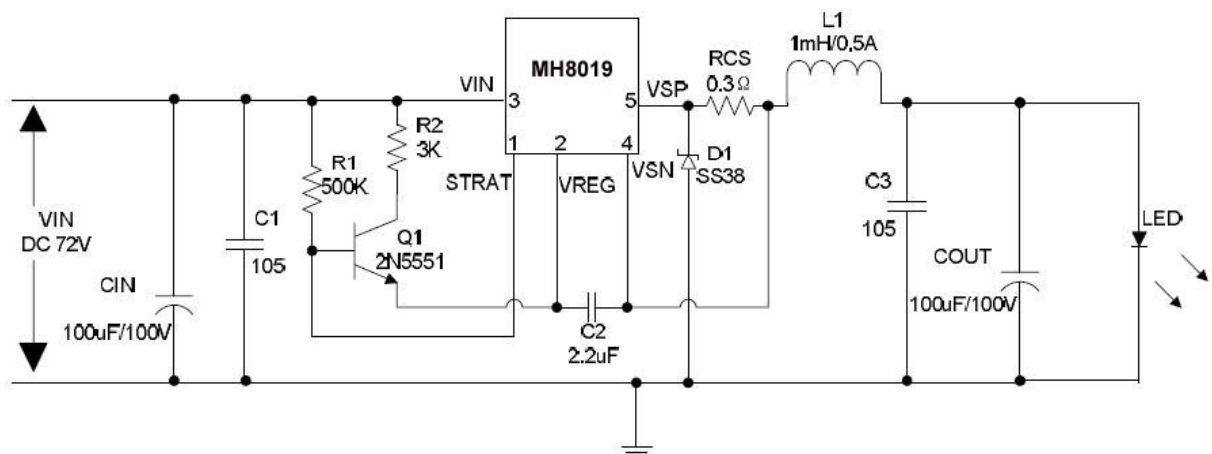 L1
1mH/0.5A
RCS
0.3Ω
MH8019
VIN
3
5
VSP
1
2
4
R2
3K
R1
500K
STRAT
VREG
VSN
D1
SS38
C3
105
VIN
DC 72V
C1
105
Q1
2N5551
LED
CIN
100uF/100V
COUT
100uF/100V
C2
2.2uF